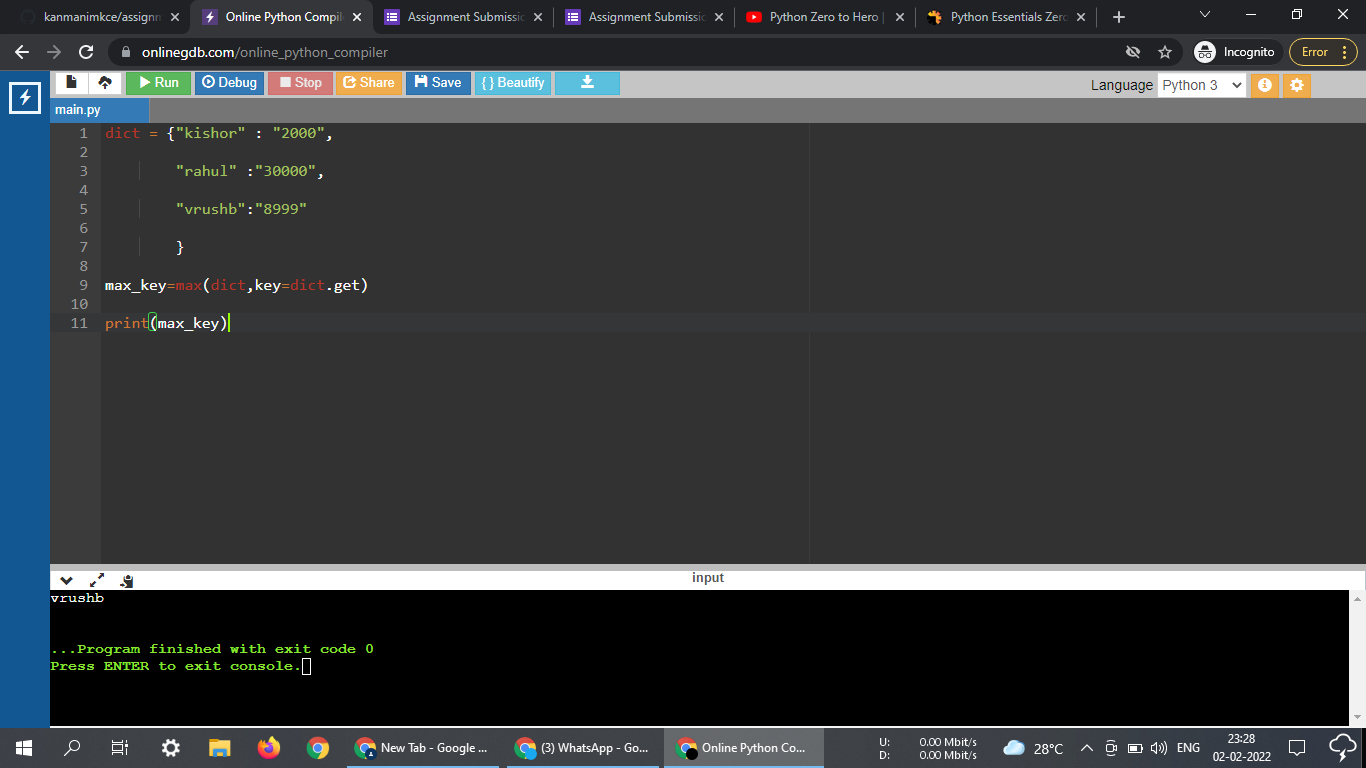 kanmanimkce/assignm
Online Python Compil
Assignment Submissic
Assignment Submissic
Python Zero to Hero |
Python Essentials Zero
onlinegdb.com/online_python_compiler
Incognito
Error
Run
Debug
Stop
Share
Save
{ } Beautify
Language
Python 3
main.py
1 dict = {"kishor" : "2000",
2
3 "rahul" :"30000",
4
5 "vrushb":"8999"
6
7 }
8
9 max_key=max(dict,key=dict.get)
10
11 print(max_key)
input
vrushb
...Program finished with exit code 0
Press ENTER to exit console.
New Tab - Google ...
(3) WhatsApp - Go...
Online Python Co...
U: 0.00 Mbit/s
D: 0.00 Mbit/s
28°C
ENG
23:28
02-02-2022